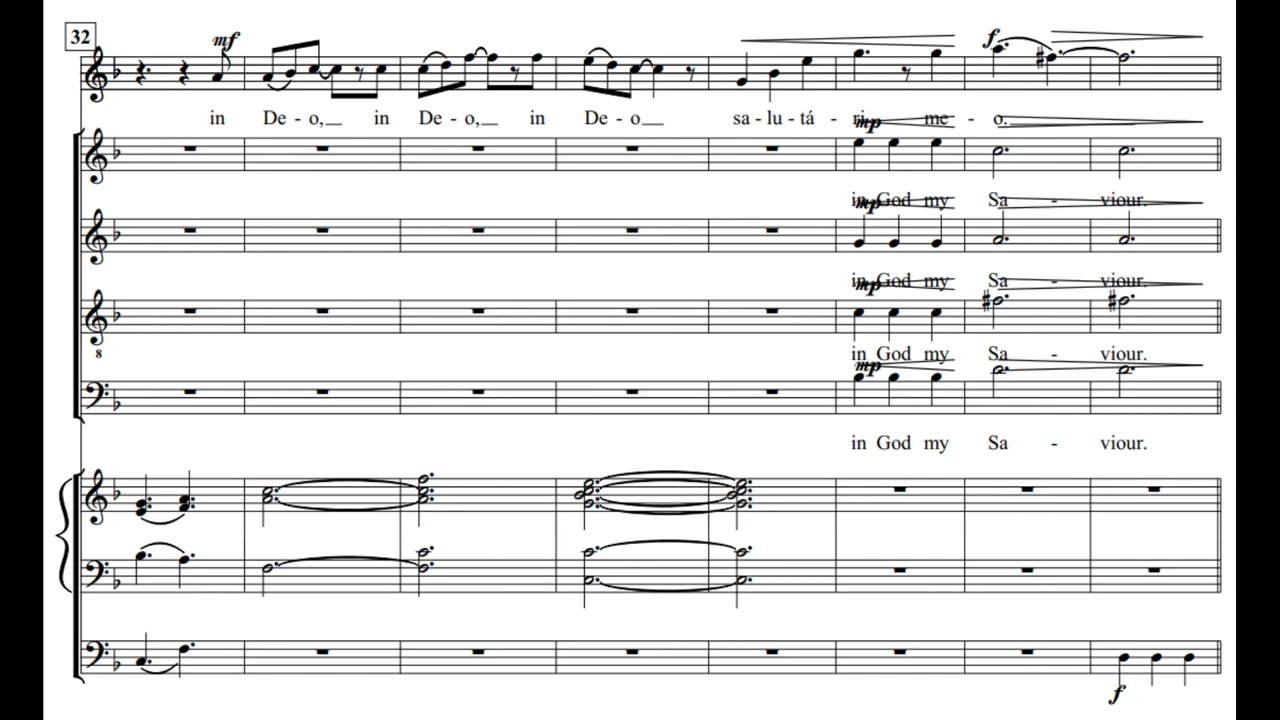 32
mf
f
in De - o, in De - o, in De - o sa - lu - tá - ri me - o.
mp
in God my Sa - viour.
mp
in God my Sa - viour.
mp
8
in God my Sa - viour.
mp
in God my Sa - viour.
f